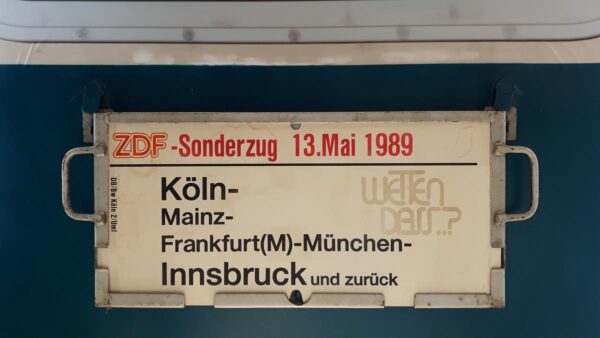 ZDF-Sonderzug 13.Mai 1989
Köln-
Mainz-
Frankfurt(M)-München-
Innsbruck und zurück
WETTEN
DASS..?